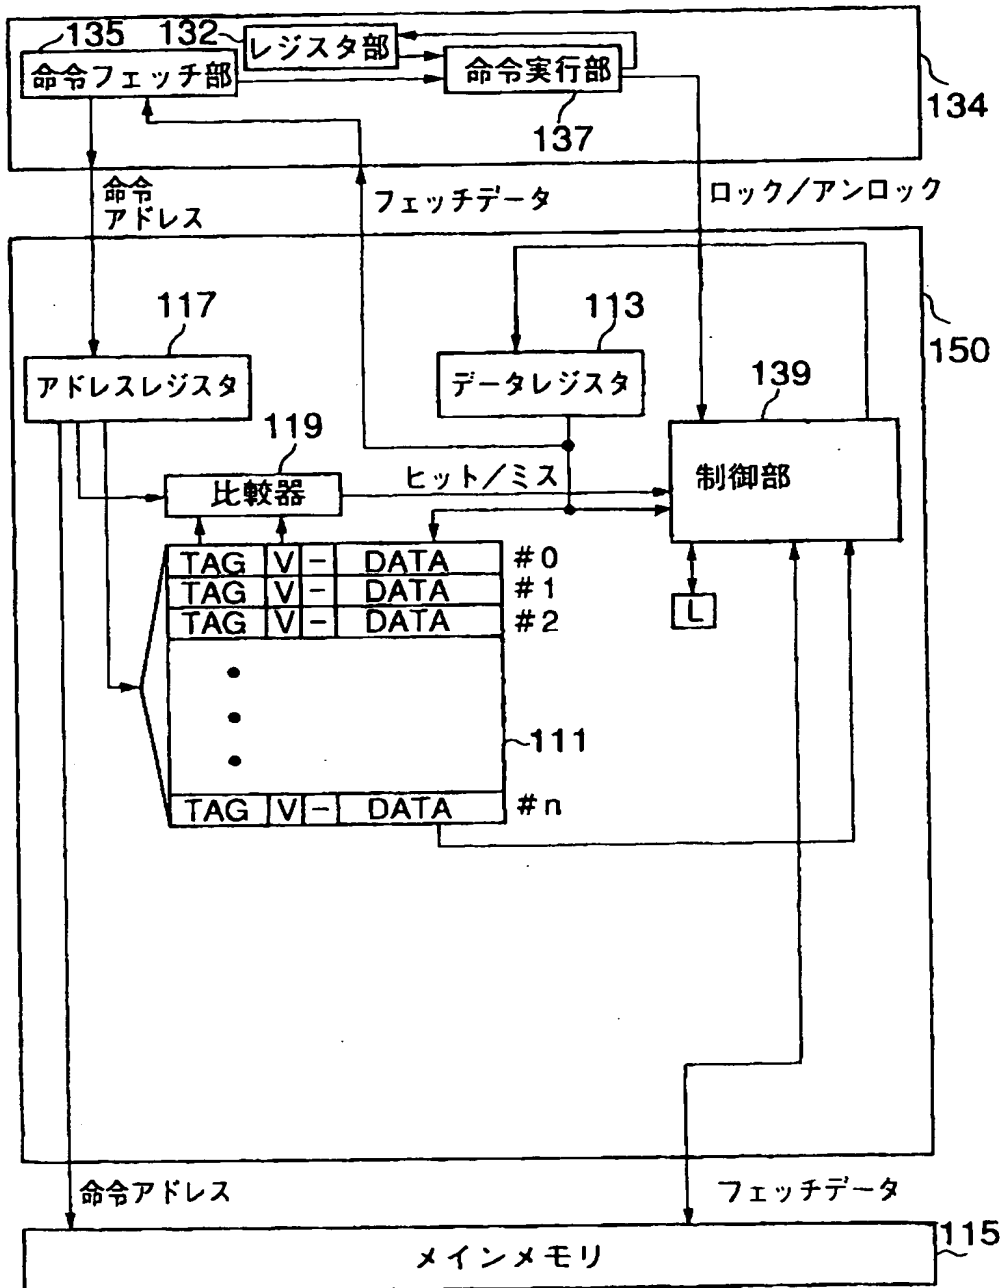 135
132
レジスタ部
命令フェッチ部
命令実行部
137
134
命令
アドレス
フェッチデータ
ロック/アンロック
117
113
150
アドレスレジスタ
データレジスタ
139
119
比較器
ヒット/ミス
制御部
TAG V - DATA #0
TAG V - DATA #1
TAG V - DATA #2
L
111
TAG V - DATA #n
命令アドレス
フェッチデータ
メインメモリ
115